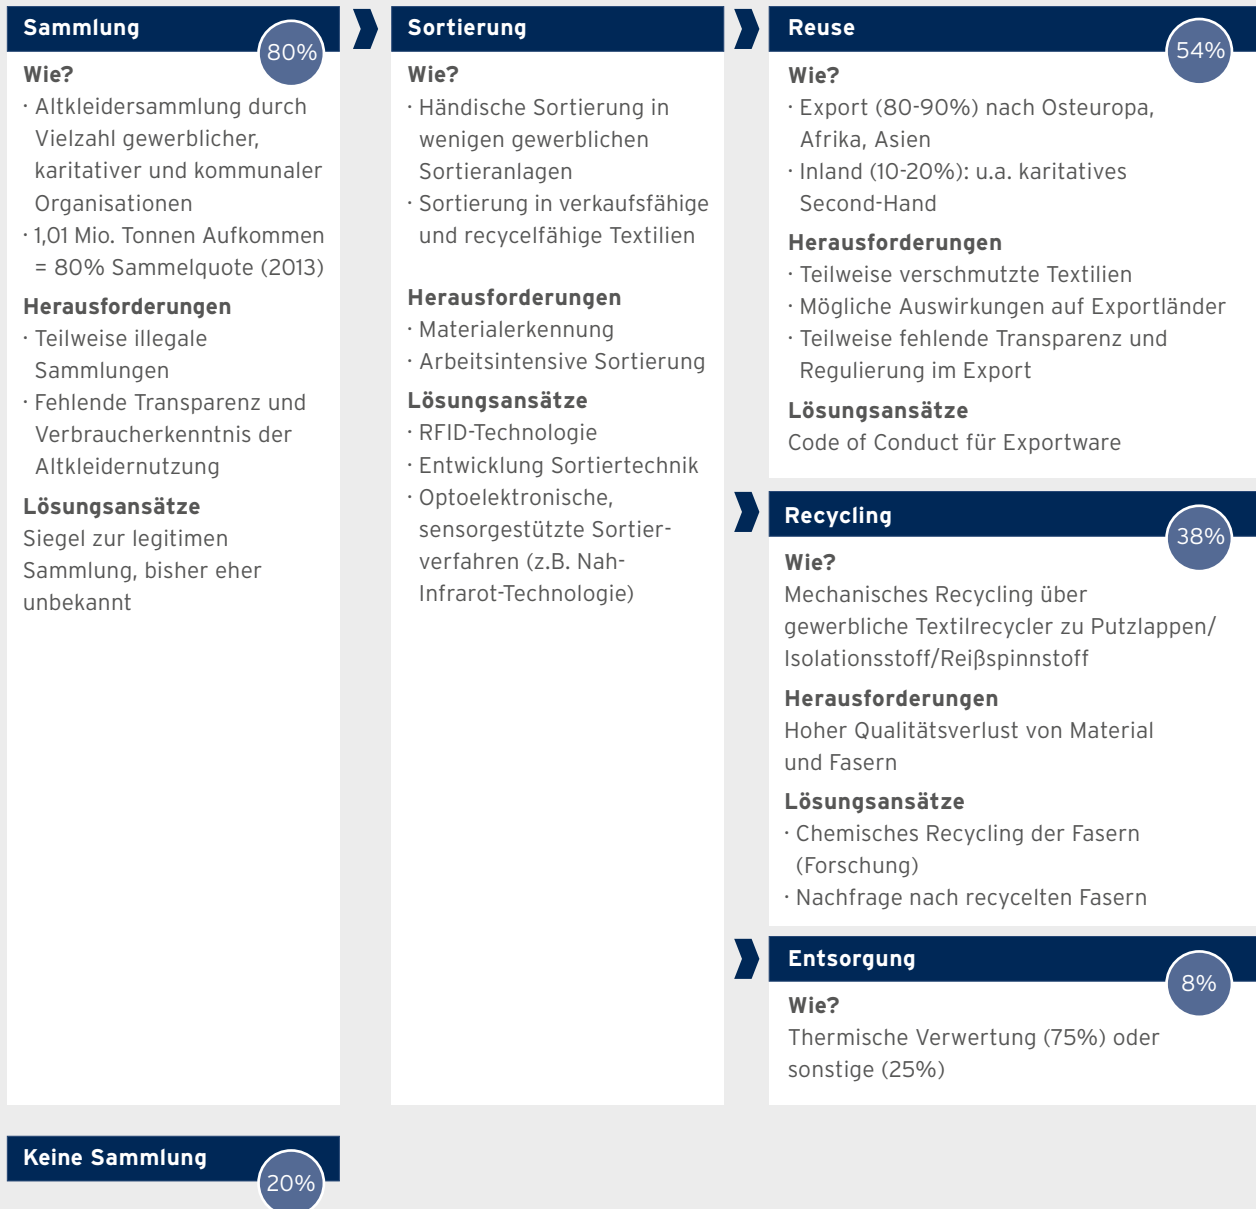 Sammlung
80%
Wie?
· Altkleidersammlung durch
Vielzahl gewerblicher,
karitativer und kommunaler
Organisationen
· 1,01 Mio. Tonnen Aufkommen
= 80% Sammelquote (2013)
Herausforderungen
· Teilweise illegale
Sammlungen
· Fehlende Transparenz und
Verbraucherkenntnis der
Altkleidernutzung
Lösungsansätze
Siegel zur legitimen
Sammlung, bisher eher
unbekannt
Sortierung
Wie?
· Händische Sortierung in
wenigen gewerblichen
Sortieranlagen
· Sortierung in verkaufsfähige
und recycelfähige Textilien
Herausforderungen
· Materialerkennung
· Arbeitsintensive Sortierung
Lösungsansätze
· RFID-Technologie
· Entwicklung Sortiertechnik
· Optoelektronische,
sensorgestützte Sortier-
verfahren (z.B. Nah-
Infrarot-Technologie)
Reuse
54%
Wie?
· Export (80-90%) nach Osteuropa,
Afrika, Asien
· Inland (10-20%): u.a. karitatives
Second-Hand
Herausforderungen
· Teilweise verschmutzte Textilien
· Mögliche Auswirkungen auf Exportländer
· Teilweise fehlende Transparenz und
Regulierung im Export
Lösungsansätze
Code of Conduct für Exportware
Recycling
38%
Wie?
Mechanisches Recycling über
gewerbliche Textilrecycler zu Putzlappen/
Isolationsstoff/Reißspinnstoff
Herausforderungen
Hoher Qualitätsverlust von Material
und Fasern
Lösungsansätze
· Chemisches Recycling der Fasern
(Forschung)
· Nachfrage nach recycelten Fasern
Entsorgung
8%
Wie?
Thermische Verwertung (75%) oder
sonstige (25%)
Keine Sammlung
20%